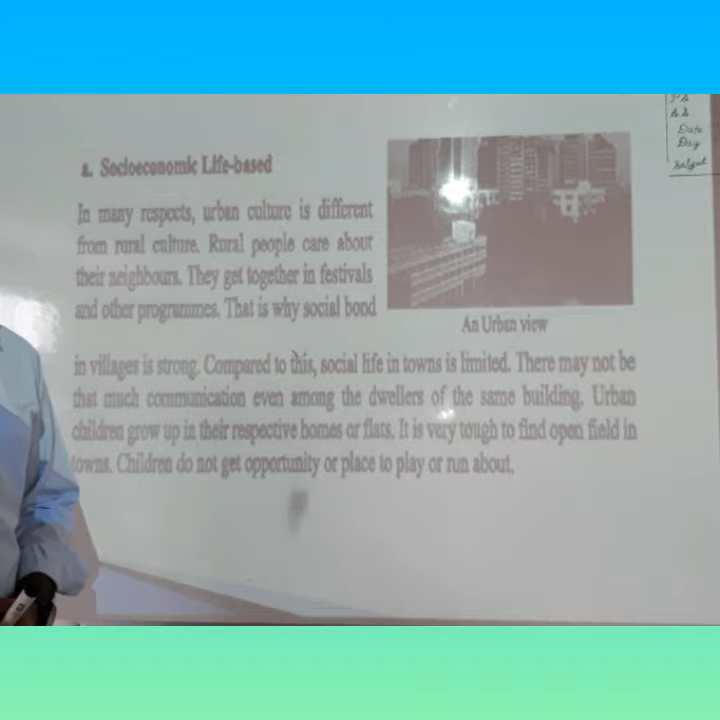 a. Socioeconomic Life-based
In many respects, urban culture is different
from rural culture. Rural people care about
their neighbours. They get together in festivals
and other programmes. That is why social bond
An Urban view
in villages is strong. Compared to this, social life in towns is limited. There may not be
that much communication even among the dwellers of the same building. Urban
children grow up in their respective homes or flats. It is very tough to find open field in
towns. Children do not get opportunity or place to play or run about,
Date
Day